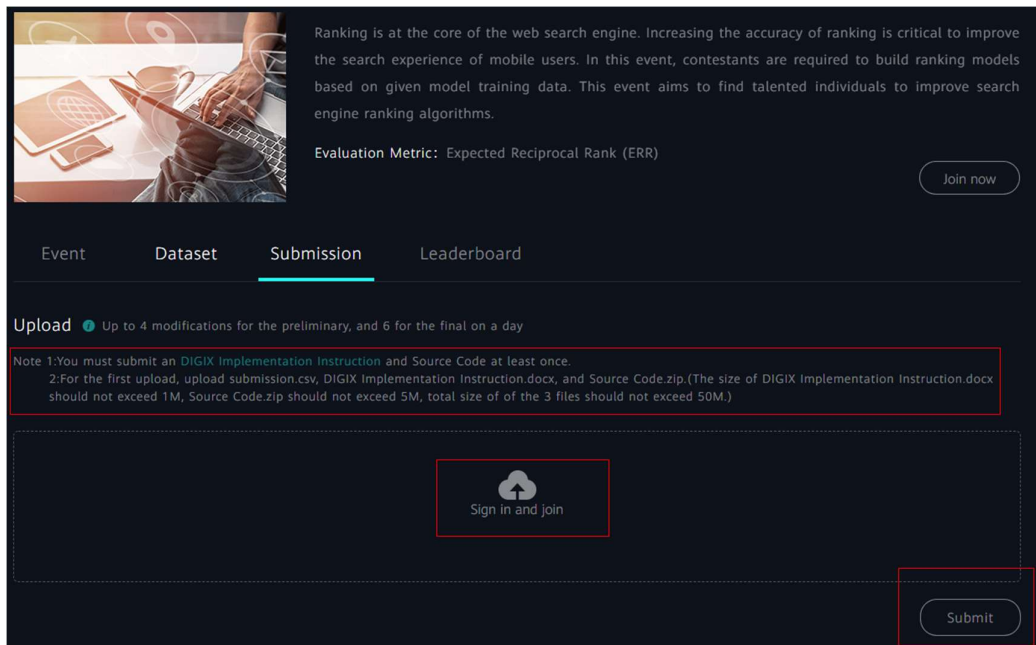 Ranking is at the core of the web search engine. Increasing the accuracy of ranking is critical to improve
the search experience of mobile users. In this event, contestants are required to build ranking models
based on given model training data. This event aims to find talented individuals to improve search
engine ranking algorithms.
Evaluation Metric: Expected Reciprocal Rank (ERR)
Join now
Event Dataset Submission Leaderboard
Upload i Up to 4 modifications for the preliminary, and 6 for the final on a day
Note 1:You must submit an DIGIX Implementation Instruction and Source Code at least once.
2:For the first upload, upload submission.csv, DIGIX Implementation Instruction.docx, and Source Code.zip.(The size of DIGIX Implementation Instruction.docx
should not exceed 1M, Source Code.zip should not exceed 5M, total size of of the 3 files should not exceed 50M.)
Sign in and join
Submit